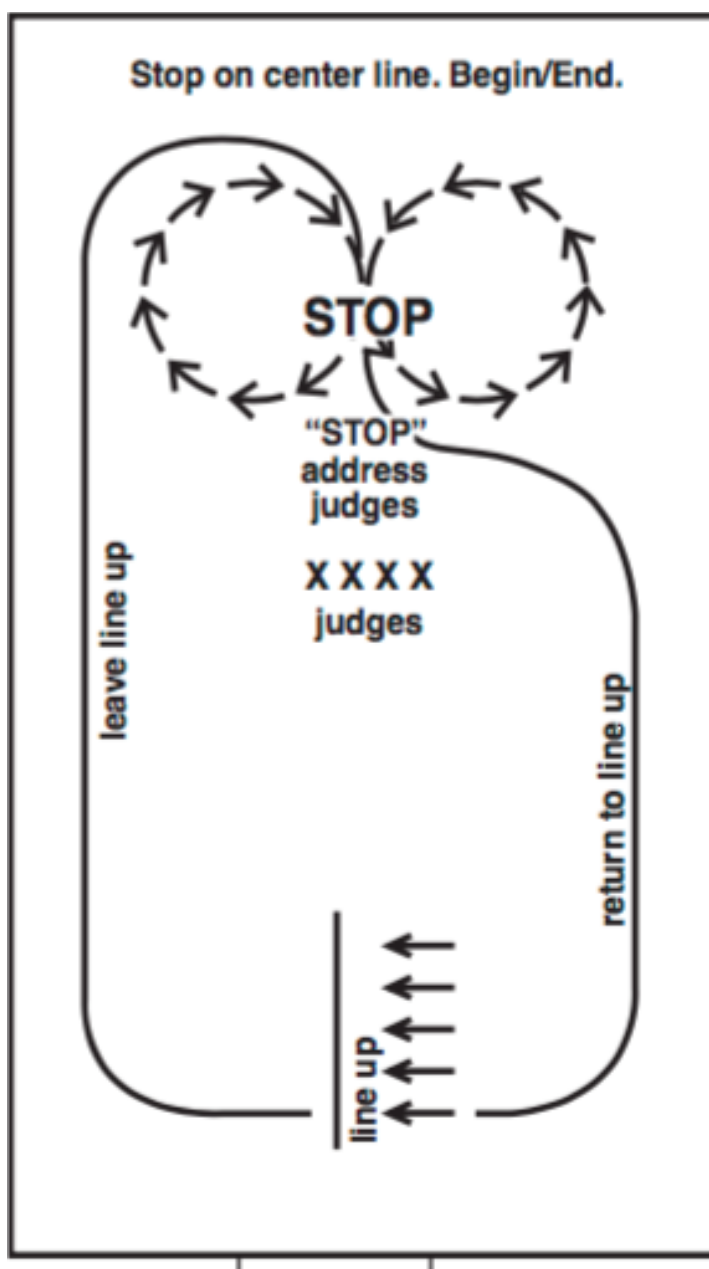 Stop on center line. Begin/End.
STOP
“STOP”
address
judges
X X X X
judges
leave line up
return to line up
line up